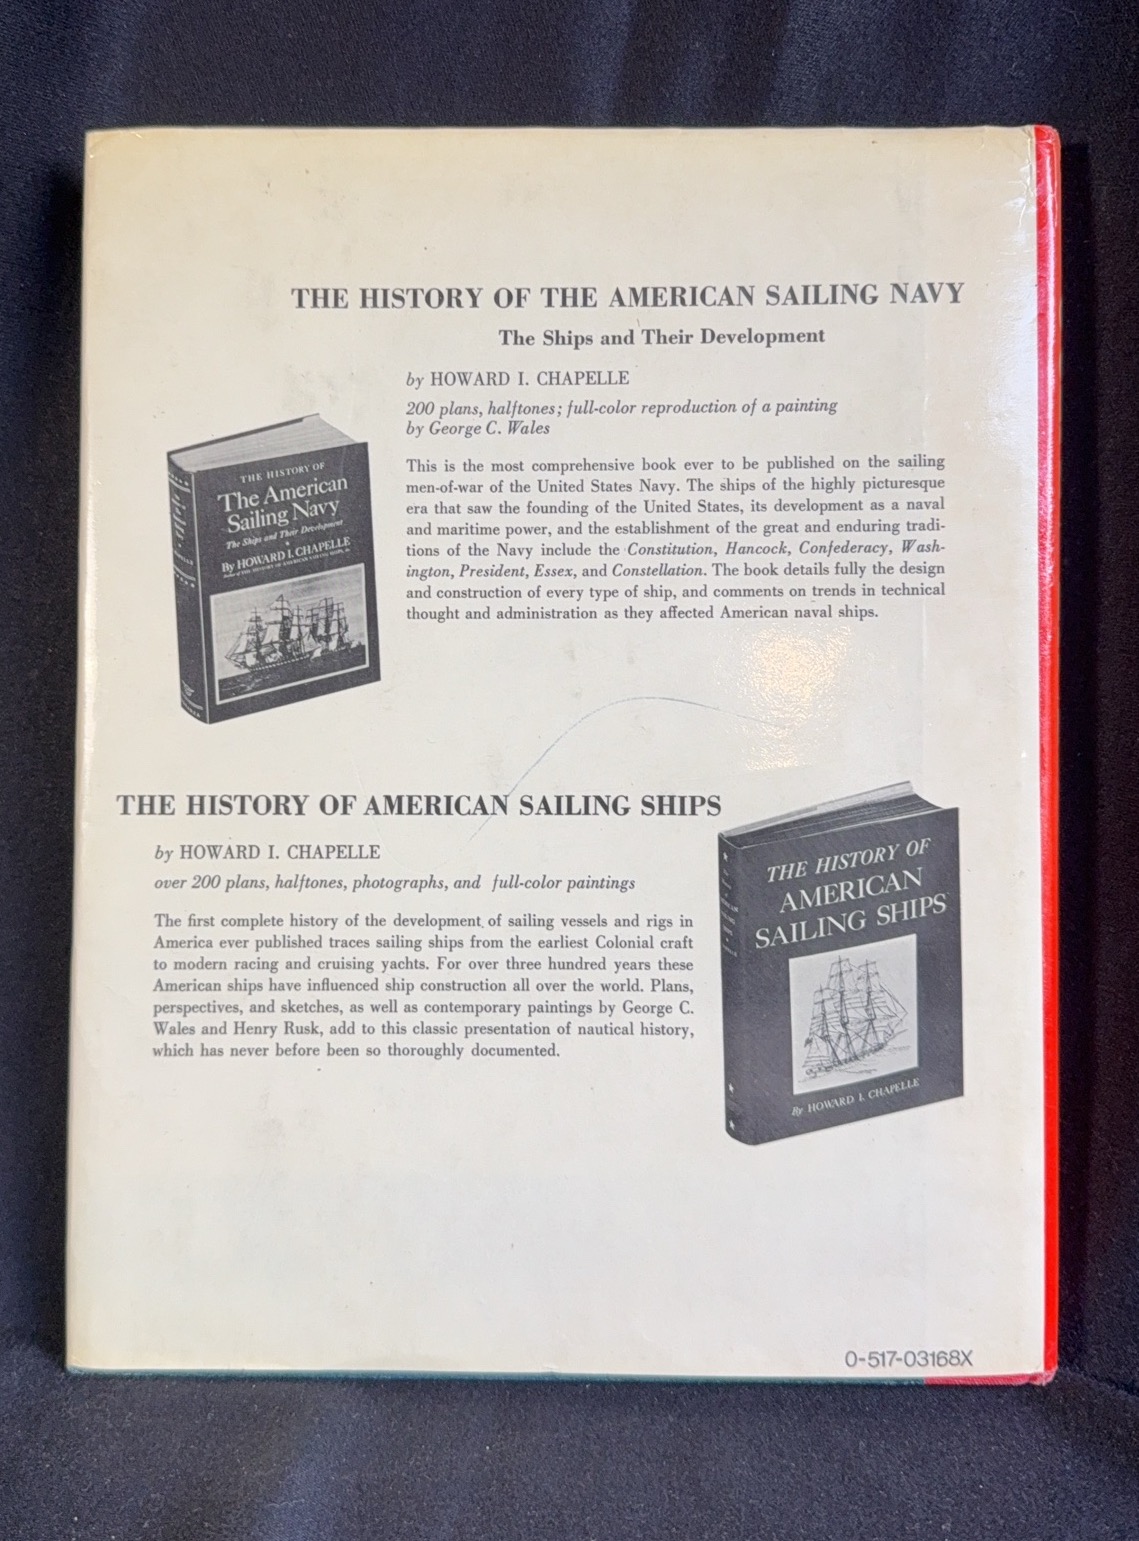 THE HISTORY OF THE AMERICAN SAILING NAVY
The Ships and Their Development
by HOWARD I. CHAPELLE
200 plans, halftones; full-color reproduction of a painting
by George C. Wales
This is the most comprehensive book ever to be published on the sailing
men-of-war of the United States Navy. The ships of the highly picturesque
era that saw the founding of the United States, its development as a naval
and maritime power, and the establishment of the great and enduring tradi-
tions of the Navy include the Constitution, Hancock, Confederacy, Wash-
ington, President, Essex, and Constellation. The book details fully the design
and construction of every type of ship, and comments on trends in technical
thought and administration as they affected American naval ships.
THE HISTORY OF
The American
Sailing Navy
The Ships and Their Development
By HOWARD I. CHAPELLE
THE HISTORY OF AMERICAN SAILING SHIPS
by HOWARD I. CHAPELLE
over 200 plans, halftones, photographs, and full-color paintings
The first complete history of the development of sailing vessels and rigs in
America ever published traces sailing ships from the earliest Colonial craft
to modern racing and cruising yachts. For over three hundred years these
American ships have influenced ship construction all over the world. Plans,
perspectives, and sketches, as well as contemporary paintings by George C.
Wales and Henry Rusk, add to this classic presentation of nautical history,
which has never before been so thoroughly documented.
THE HISTORY OF
AMERICAN
SAILING SHIPS
By HOWARD I. CHAPELLE
0-517-03168X